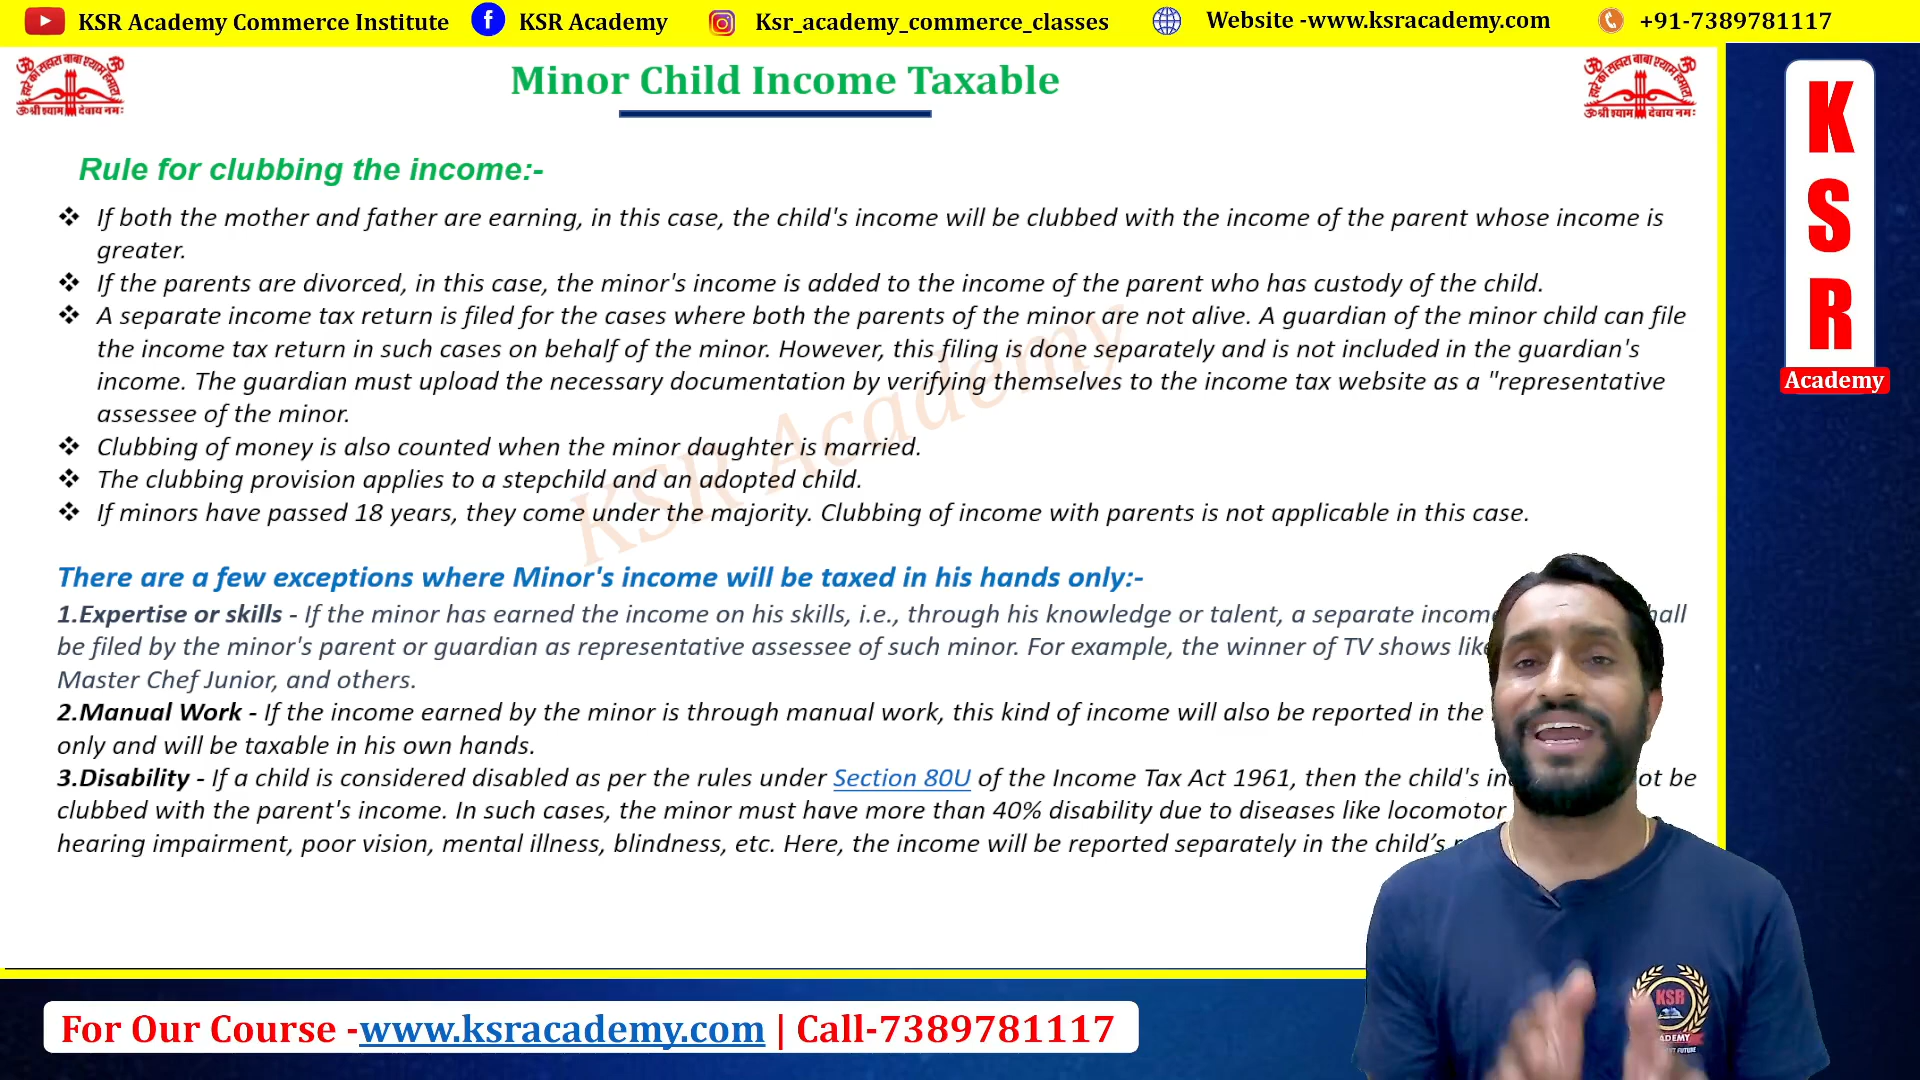 KSR Academy Commerce Institute KSR Academy Ksr_academy_commerce_classes Website -www.ksracademy.com +91-7389781117
Minor Child Income Taxable
हारे का सहारा बाबा श्याम हमारा
ॐ श्री श्याम देवाय नमः
हारे का सहारा बाबा श्याम हमारा
ॐ श्री श्याम देवाय नमः
K
S
R
Academy
Rule for clubbing the income:-
❖ If both the mother and father are earning, in this case, the child's income will be clubbed with the income of the parent whose income is
greater.
❖ If the parents are divorced, in this case, the minor's income is added to the income of the parent who has custody of the child.
❖ A separate income tax return is filed for the cases where both the parents of the minor are not alive. A guardian of the minor child can file
the income tax return in such cases on behalf of the minor. However, this filing is done separately and is not included in the guardian's
income. The guardian must upload the necessary documentation by verifying themselves to the income tax website as a "representative
assessee of the minor.
❖ Clubbing of money is also counted when the minor daughter is married.
❖ The clubbing provision applies to a stepchild and an adopted child.
❖ If minors have passed 18 years, they come under the majority. Clubbing of income with parents is not applicable in this case.
KSR Academy
There are a few exceptions where Minor's income will be taxed in his hands only:-
1.Expertise or skills - If the minor has earned the income on his skills, i.e., through his knowledge or talent, a separate income
be filed by the minor's parent or guardian as representative assessee of such minor. For example, the winner of TV shows like
Master Chef Junior, and others.
2.Manual Work - If the income earned by the minor is through manual work, this kind of income will also be reported in the
only and will be taxable in his own hands.
3.Disability - If a child is considered disabled as per the rules under Section 80U of the Income Tax Act 1961, then the child's be
clubbed with the parent's income. In such cases, the minor must have more than 40% disability due to diseases like locomotor
hearing impairment, poor vision, mental illness, blindness, etc. Here, the income will be reported separately in the child’s
KSR
For Our Course -www.ksracademy.com | Call-7389781117